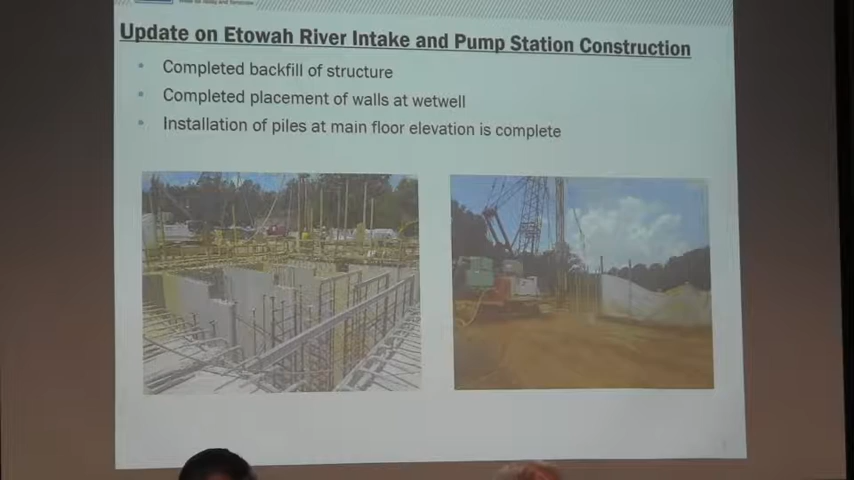 Update on Etowah River Intake and Pump Station Construction
Completed backfill of structure
Completed placement of walls at wetwell
Installation of piles at main floor elevation is complete